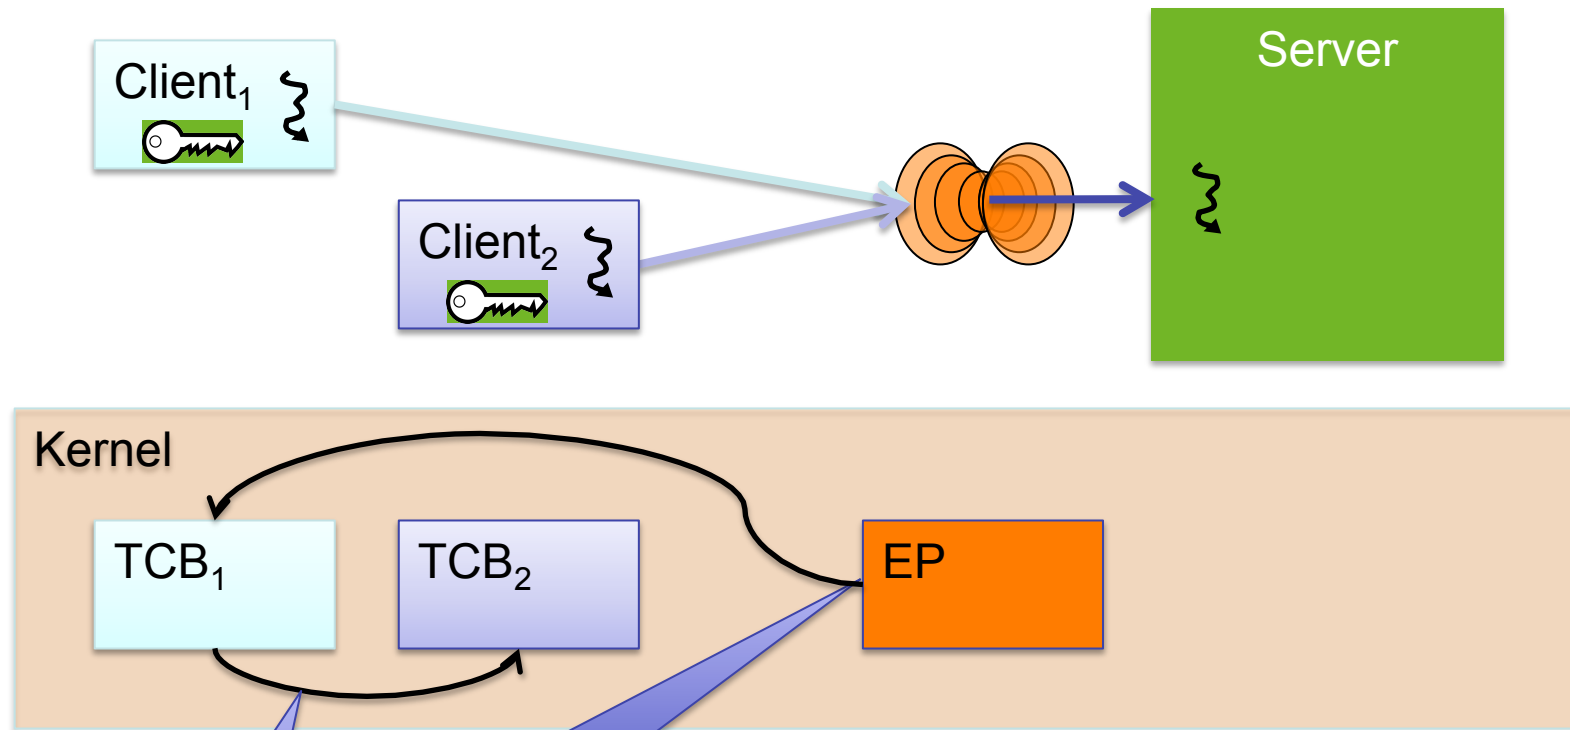 Server
Client₁
Client₂
Kernel
TCB₁
TCB₂
EP